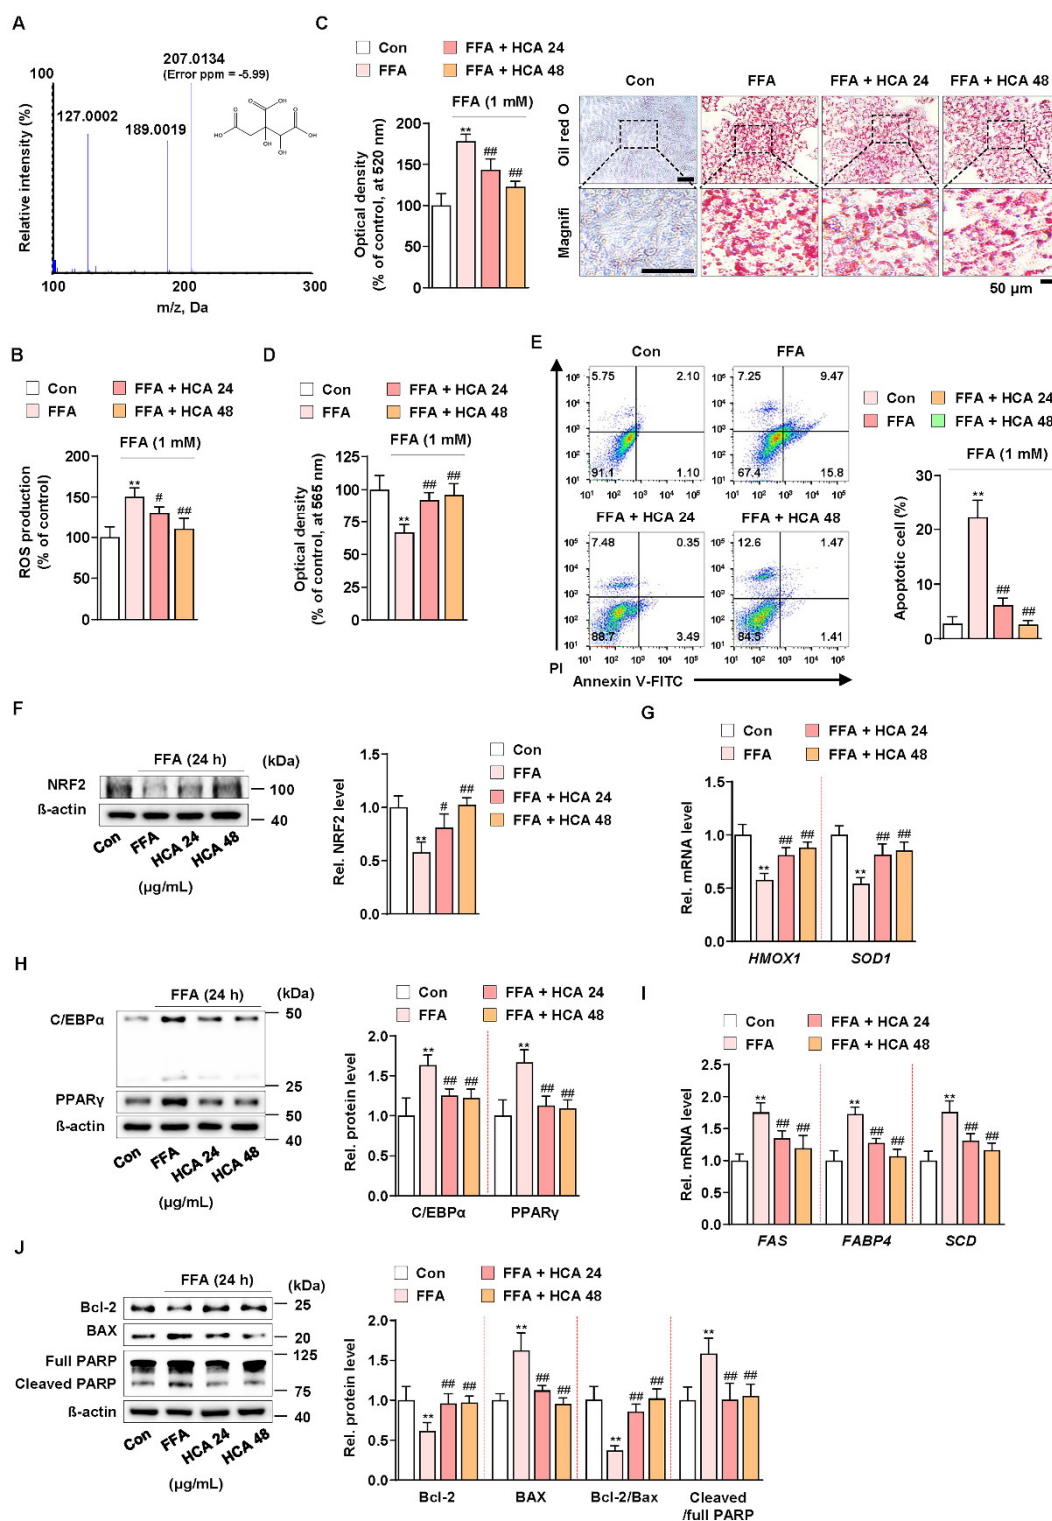 A
207.0134
(Error ppm = -5.99)
100
127.0002
189.0019
Relative intensity (%)
100
200
300
m/z, Da
O
OH
O
O
HO
OH
OH
OH
C
Con
FFA + HCA 24
FFA
FFA + HCA 48
FFA (1 mM)
Optical density
(% of control, at 520 nm)
200
150
100
50
0
**
##
##
Con
FFA
FFA + HCA 24
FFA + HCA 48
Oil red O
Magnifi
50 µm
B
Con
FFA + HCA 24
FFA
FFA + HCA 48
FFA (1 mM)
ROS production
(% of control)
200
150
100
50
0
**
#
##
D
Con
FFA + HCA 24
FFA
FFA + HCA 48
FFA (1 mM)
Optical density
(% of control, at 565 nm)
125
100
75
50
25
0
**
##
##
E
Con
FFA
5.75
2.10
91.1
1.10
7.25
9.47
67.4
15.8
FFA + HCA 24
FFA + HCA 48
7.48
0.35
88.7
3.49
12.6
1.47
84.5
1.41
10⁵
10⁴
10³
10²
10¹
10¹ 10² 10³ 10⁴ 10⁵
PI
Annexin V-FITC
Con
FFA + HCA 24
FFA
FFA + HCA 48
FFA (1 mM)
Apoptotic cell (%)
30
20
10
0
**
##
##
F
FFA (24 h)
(kDa)
NRF2
100
ß-actin
40
Con
FFA
HCA 24
HCA 48
(µg/mL)
Rel. NRF2 level
1.5
1.0
0.5
0.0
**
#
##
Con
FFA
FFA + HCA 24
FFA + HCA 48
G
Con
FFA + HCA 24
FFA
FFA + HCA 48
Rel. mRNA level
1.5
1.0
0.5
0.0
**
##
##
**
##
##
HMOX1
SOD1
H
FFA (24 h)
(kDa)
C/EBPα
50
25
PPARγ
50
ß-actin
40
Con
FFA
HCA 24
HCA 48
(µg/mL)
Con
FFA + HCA 24
FFA
FFA + HCA 48
Rel. protein level
2.0
1.5
1.0
0.5
0.0
**
##
##
**
##
##
C/EBPα
PPARγ
I
Con
FFA + HCA 24
FFA
FFA + HCA 48
Rel. mRNA level
2.5
2.0
1.5
1.0
0.5
0.0
**
##
##
**
##
##
**
##
##
FAS
FABP4
SCD
J
FFA (24 h)
(kDa)
Bcl-2
25
BAX
20
Full PARP
125
Cleaved PARP
75
ß-actin
40
Con
FFA
HCA 24
HCA 48
(µg/mL)
Con
FFA + HCA 24
FFA
FFA + HCA 48
Rel. protein level
2.0
1.5
1.0
0.5
0.0
**
##
##
**
##
##
**
##
##
**
##
##
Bcl-2
BAX
Bcl-2/Bax
Cleaved
/full PARP